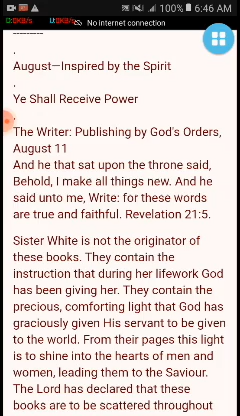 0KB/s
0KB/s
No internet connection
100%
6:46 AM
----------
.
August—Inspired by the Spirit
.
Ye Shall Receive Power
.
The Writer: Publishing by God's Orders,
August 11
And he that sat upon the throne said,
Behold, I make all things new. And he
said unto me, Write: for these words
are true and faithful. Revelation 21:5.
Sister White is not the originator of
these books. They contain the
instruction that during her lifework God
has been giving her. They contain the
precious, comforting light that God has
graciously given His servant to be given
to the world. From their pages this light
is to shine into the hearts of men and
women, leading them to the Saviour.
The Lord has declared that these
books are to be scattered throughout